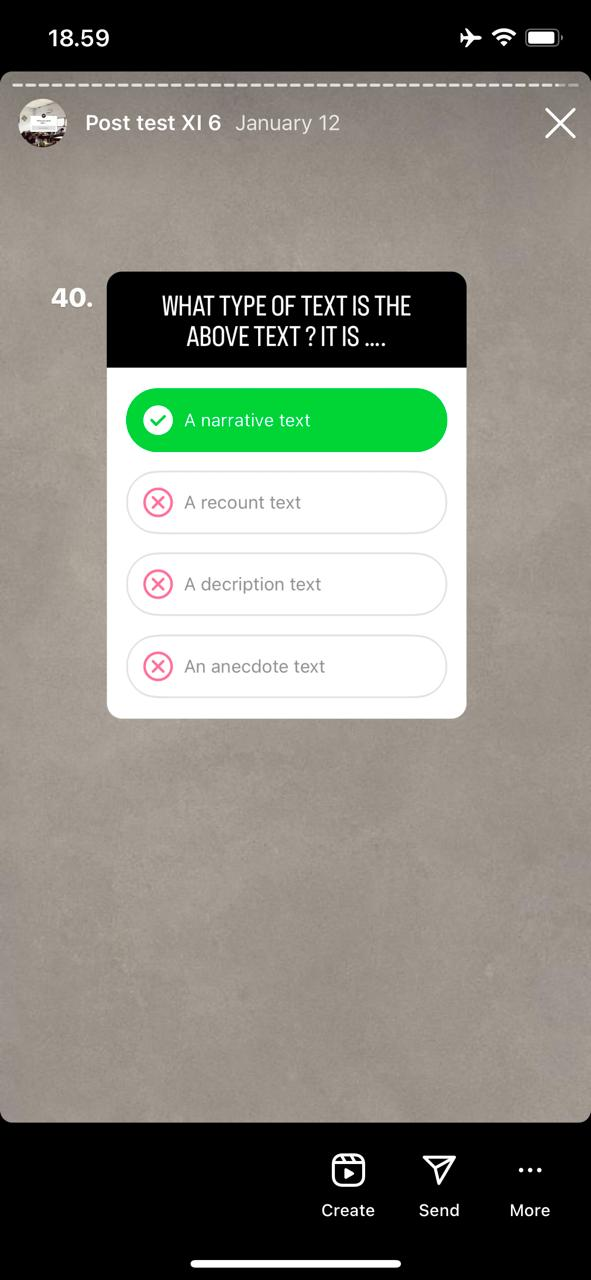 18.59
Post test XI 6 January 12
40.
WHAT TYPE OF TEXT IS THE
ABOVE TEXT ? IT IS ....
A narrative text
A recount text
A decription text
An anecdote text
Create Send More